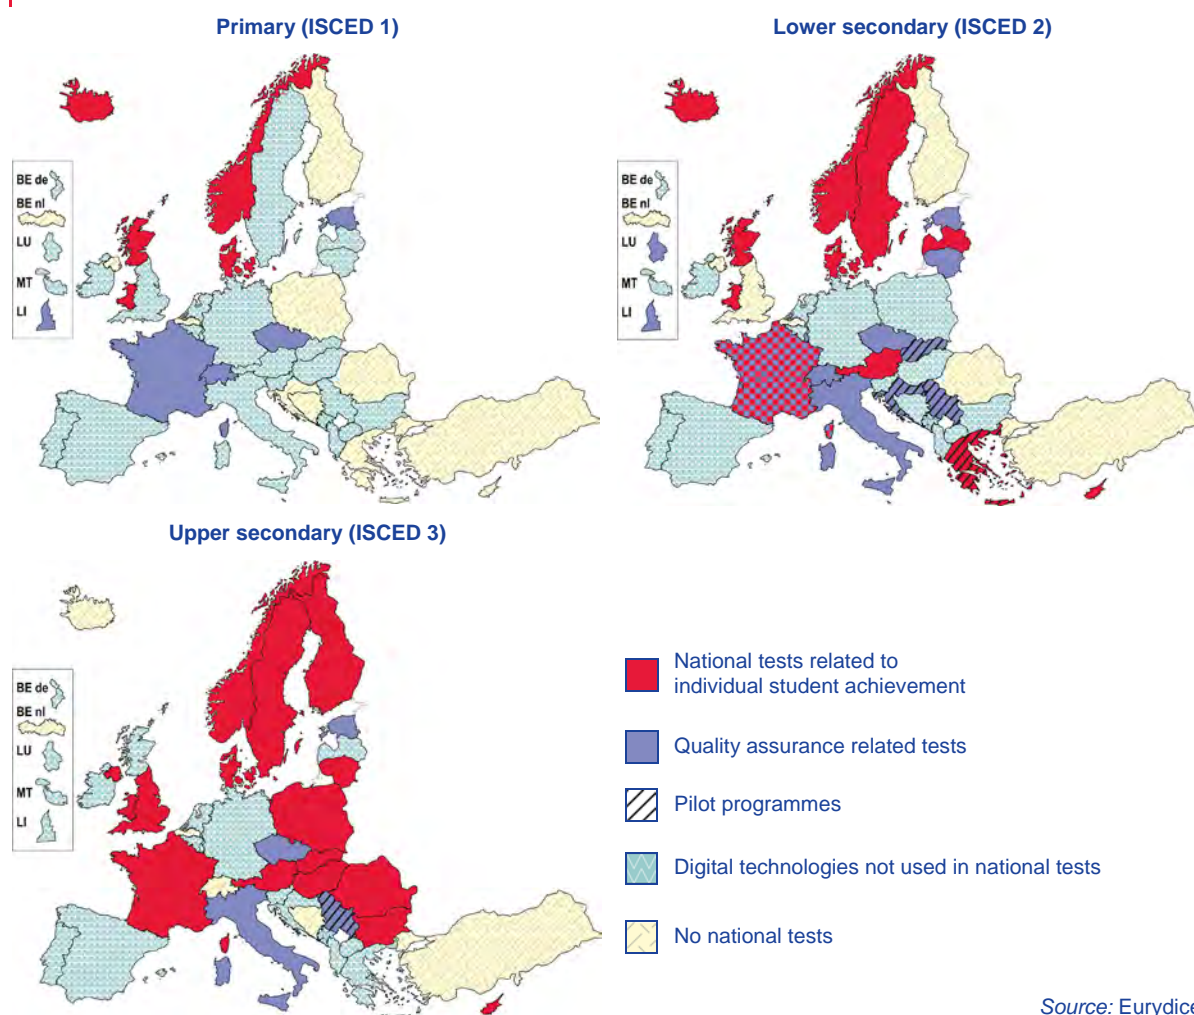 Primary (ISCED 1)
Lower secondary (ISCED 2)
BE de
BE nl
LU
MT
LI
BE de
BE nl
LU
MT
LI
Upper secondary (ISCED 3)
BE de
BE nl
LU
MT
LI
National tests related to
individual student achievement
Quality assurance related tests
Pilot programmes
Digital technologies not used in national tests
No national tests
Source: Eurydice